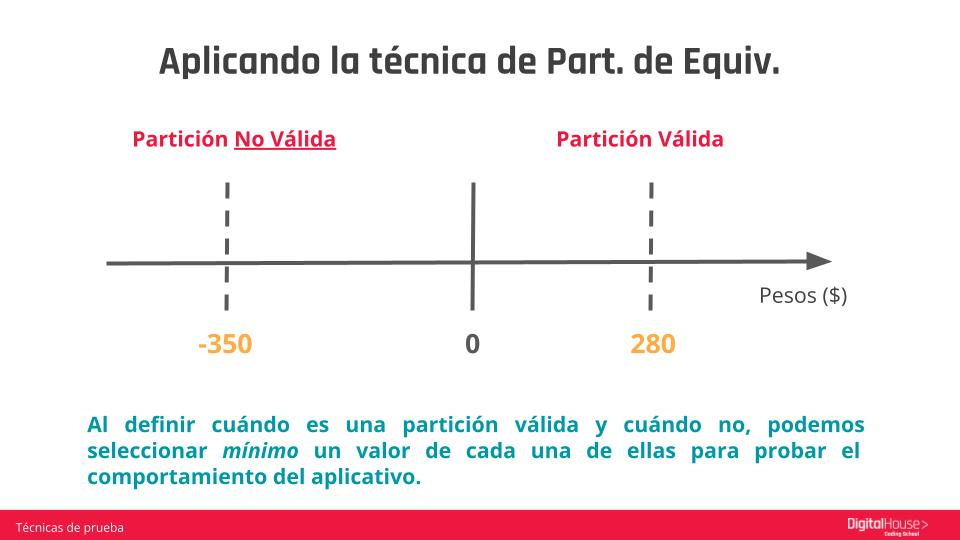 Aplicando la técnica de Part. de Equiv.
Partición No Válida
Partición Válida
Pesos ($)
-350
0
280
Al definir cuándo es una partición válida y cuándo no, podemos
seleccionar mínimo un valor de cada una de ellas para probar el
comportamiento del aplicativo.
Técnicas de prueba
DigitalHouse>
Coding School